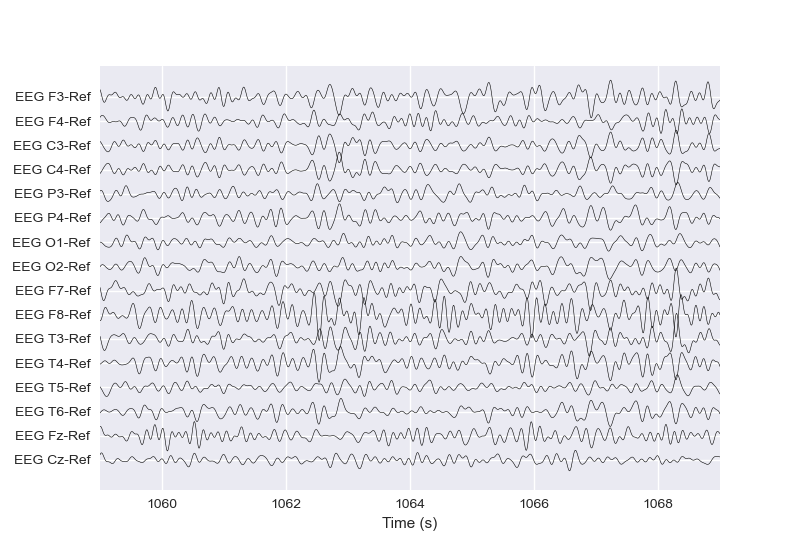 EEG F3-Ref
EEG F4-Ref
EEG C3-Ref
EEG C4-Ref
EEG P3-Ref
EEG P4-Ref
EEG O1-Ref
EEG O2-Ref
EEG F7-Ref
EEG F8-Ref
EEG T3-Ref
EEG T4-Ref
EEG T5-Ref
EEG T6-Ref
EEG Fz-Ref
EEG Cz-Ref
1060 1062 1064 1066 1068
Time (s)